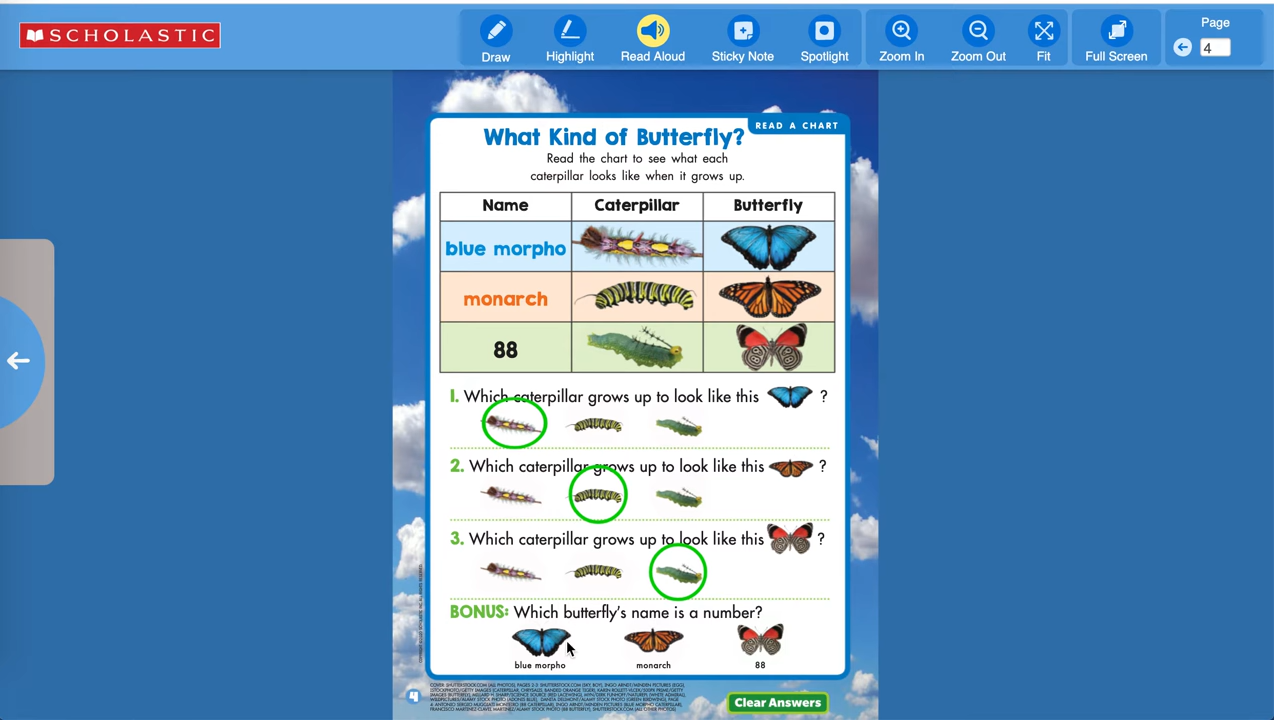 SCHOLASTIC
Draw
Highlight
Read Aloud
Sticky Note
Spotlight
Zoom In
Zoom Out
Fit
Full Screen
Page
4
READ A CHART
What Kind of Butterfly?
Read the chart to see what each
caterpillar looks like when it grows up.
Name Caterpillar Butterfly
blue morpho
monarch
88
1. Which caterpillar grows up to look like this ?
2. Which caterpillar grows up to look like this ?
3. Which caterpillar grows up to look like this ?
BONUS: Which butterfly's name is a number?
blue morpho monarch 88
4
Clear Answers